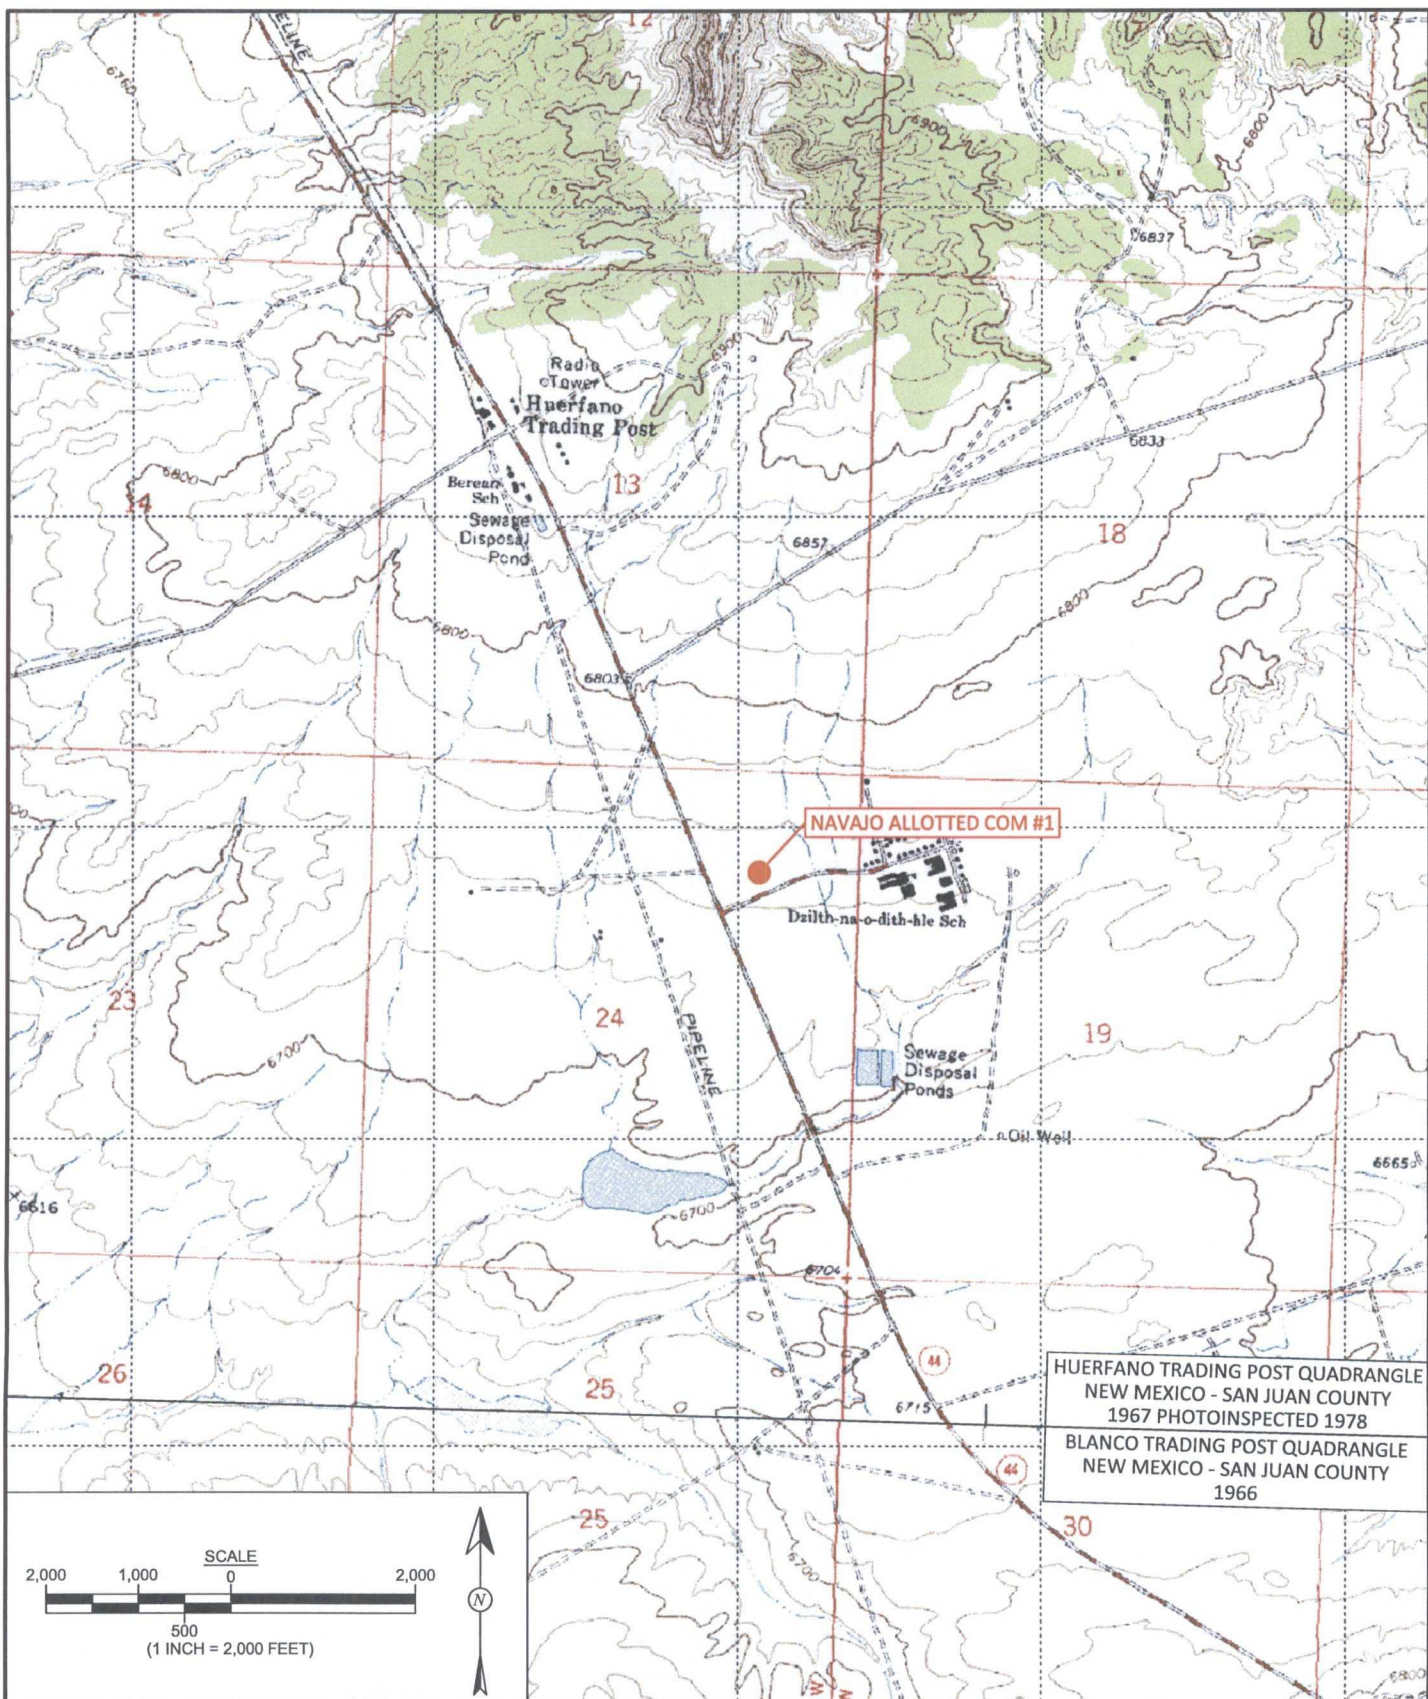 ELINE
12
6760
6900
6800
6837
Radio
Tower
6900
Huerfano
Trading Post
6833
6800
13
Berean
Sch
14
Sewage
Disposal
Pond
6857
18
6800
6800
6803
NAVAJO ALLOTTED COM #1
Dzilth-na-o-dith-hle Sch
23
24
PIPELINE
19
6700
Sewage
Disposal
Ponds
Oil Well
6665
6616
6700
6704
26
25
44
6715
HUERFANO TRADING POST QUADRANGLE
NEW MEXICO - SAN JUAN COUNTY
1967 PHOTOINSPECTED 1978
BLANCO TRADING POST QUADRANGLE
NEW MEXICO - SAN JUAN COUNTY
1966
44
25
30
6700
SCALE
2,000 1,000 0 2,000
500
(1 INCH = 2,000 FEET)
N
6800
W